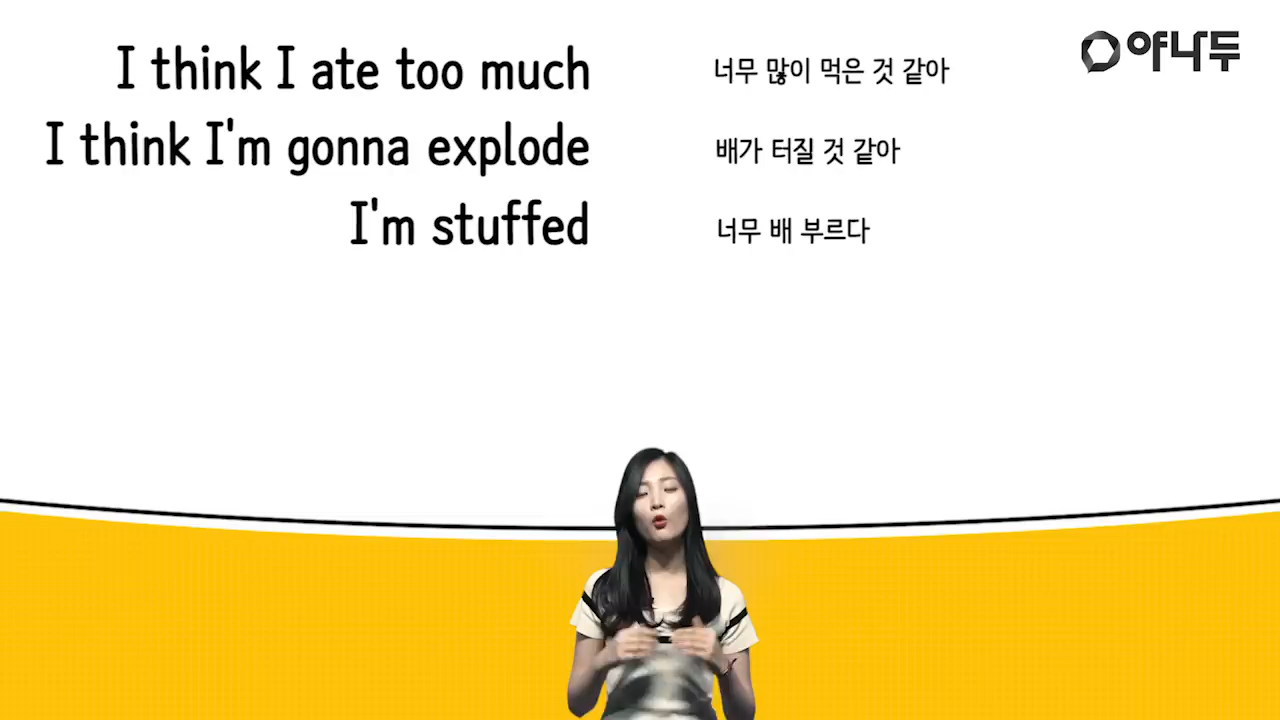 I think I ate too much 너무 많이 먹은 것 같아
I think I'm gonna explode 배가 터질 것 같아
I'm stuffed 너무 배 부르다
야나두